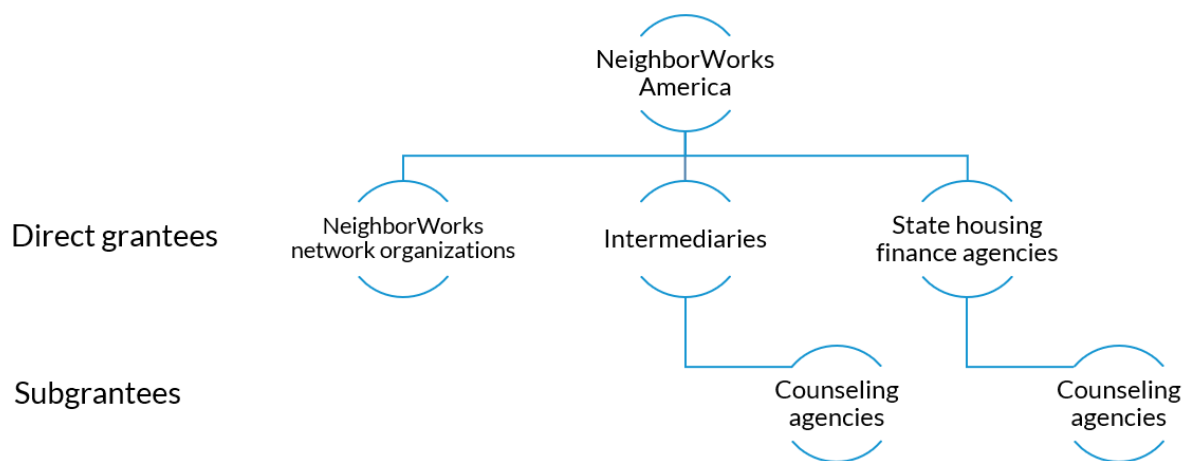 NeighborWorks
America
Direct grantees
NeighborWorks
network organizations
Intermediaries
State housing
finance agencies
Subgrantees
Counseling
agencies
Counseling
agencies